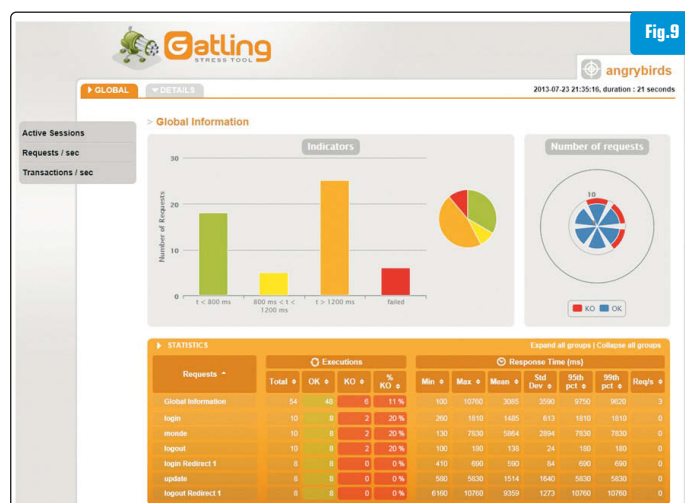 Fig.9
Gatling
STRESS TOOL
angrybirds
GLOBAL
DETAILS
2013-07-23 21:35:16, duration : 21 seconds
Active Sessions
Requests / sec
Transactions / sec
> Global Information
Indicators
Number of Requests
30
20
10
0
t < 800 ms
800 ms < t < 1200 ms
t > 1200 ms
failed
Number of requests
10
KO OK
STATISTICS
Expand all groups | Collapse all groups
Requests Executions Response Time (ms)
Total OK KO % KO Min Max Mean Std Dev 95th pct 99th pct Req/s
Global Information 54 48 6 11 % 100 10760 3085 3590 9750 9820 3
login 10 8 2 20 % 260 1810 1485 613 1810 1810 0
monde 10 8 2 20 % 130 7830 5864 2894 7830 7830 0
logout 10 8 2 20 % 100 180 138 24 180 180 0
login Redirect 1 8 8 0 0 % 410 690 590 84 690 690 0
update 8 8 0 0 % 580 5830 1514 1640 5830 5830 0
logout Redirect 1 8 8 0 0 % 6160 10760 9359 1273 10760 10760 0